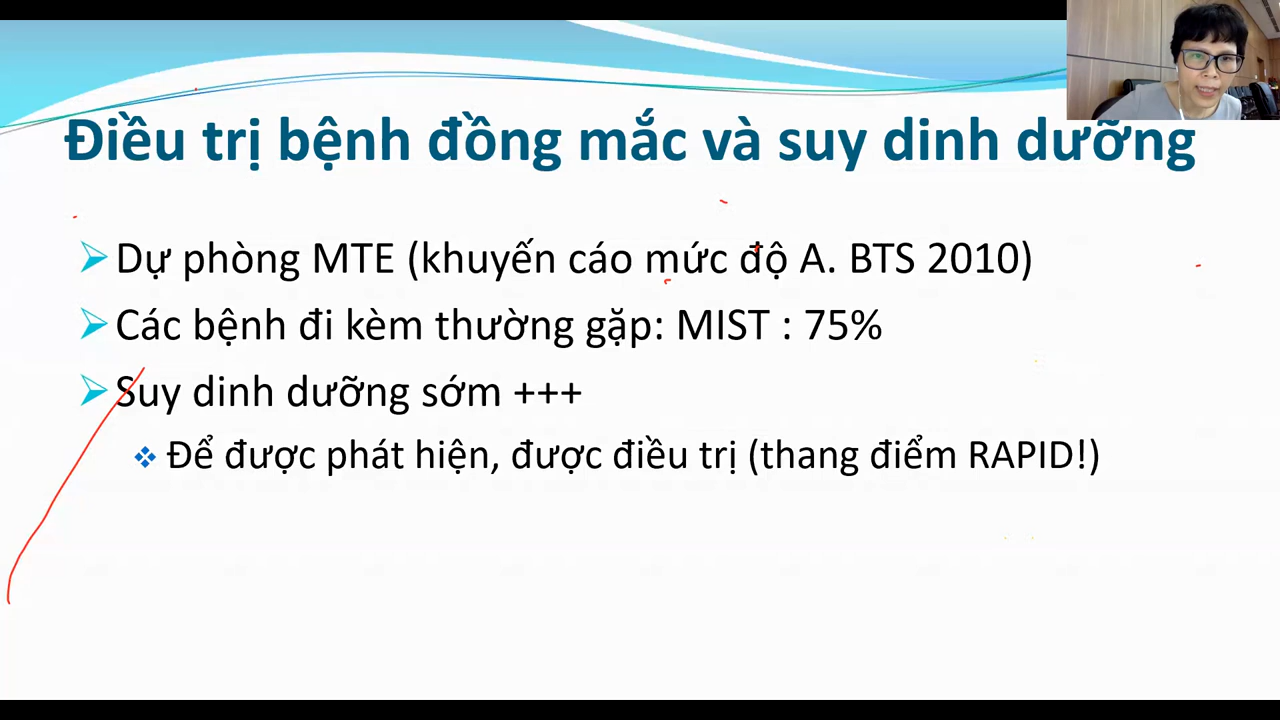 Điều trị bệnh đồng mắc và suy dinh dưỡng
Dự phòng MTE (khuyến cáo mức độ A. BTS 2010)
Các bệnh đi kèm thường gặp: MIST : 75%
Suy dinh dưỡng sớm +++
Để được phát hiện, được điều trị (thang điểm RAPID!)